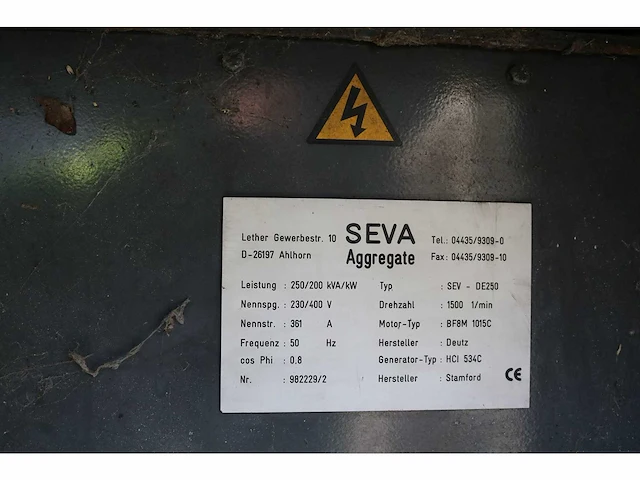 Lether Gewerbestr. 10
D-26197 Ahlhorn
SEVA
Aggregate
Tel.: 04435/9309-0
Fax: 04435/9309-10
Leistung : 250/200 kVA/kW Typ : SEV - DE250
Nennspg. : 230/400 V Drehzahl : 1500 1/min
Nennstr. : 361 A Motor-Typ : BF8M 1015C
Frequenz : 50 Hz Hersteller : Deutz
cos Phi : 0,8 Generator-Typ : HCI 534C
Nr. : 982229/2 Hersteller : Stamford CE